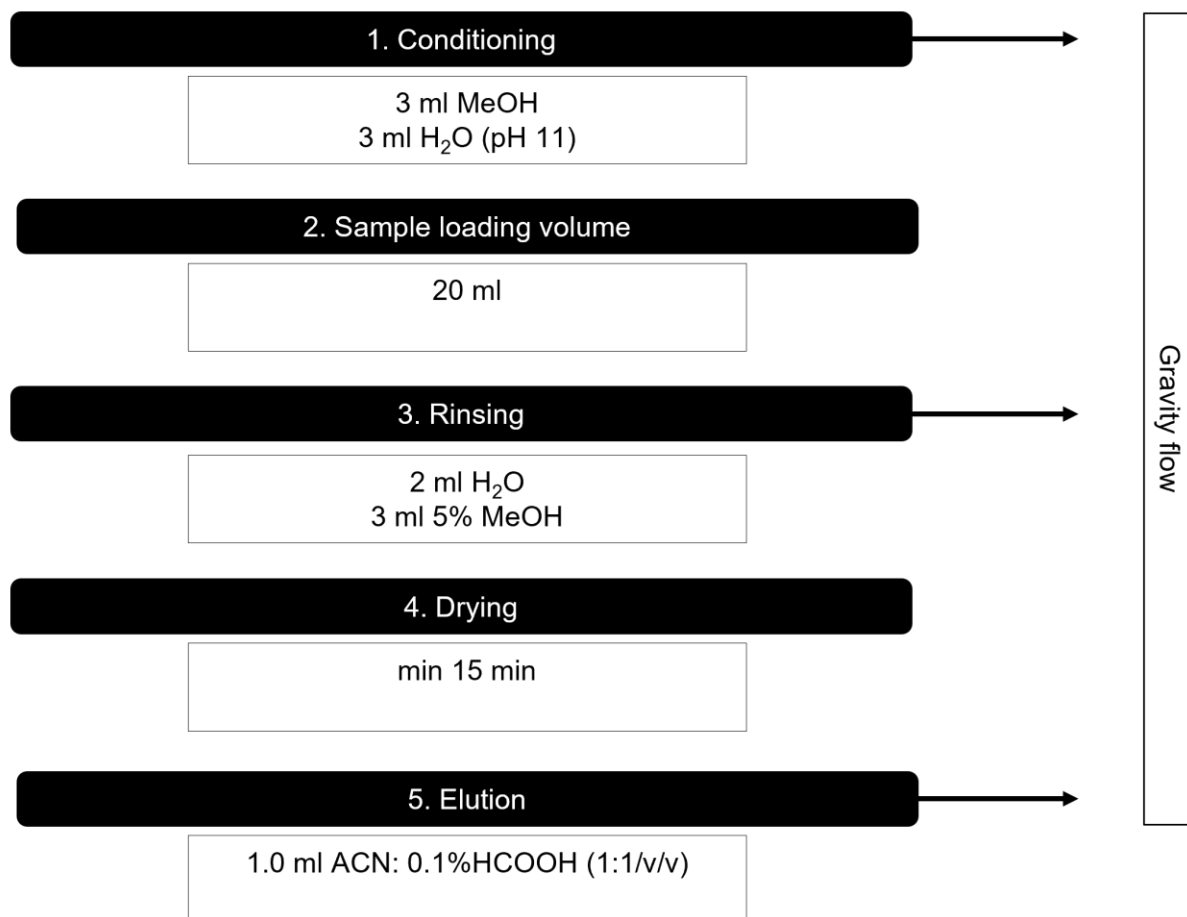 1. Conditioning
3 ml MeOH
3 ml H₂O (pH 11)
2. Sample loading volume
20 ml
3. Rinsing
2 ml H₂O
3 ml 5% MeOH
4. Drying
min 15 min
5. Elution
1.0 ml ACN: 0.1%HCOOH (1:1/v/v)
Gravity flow